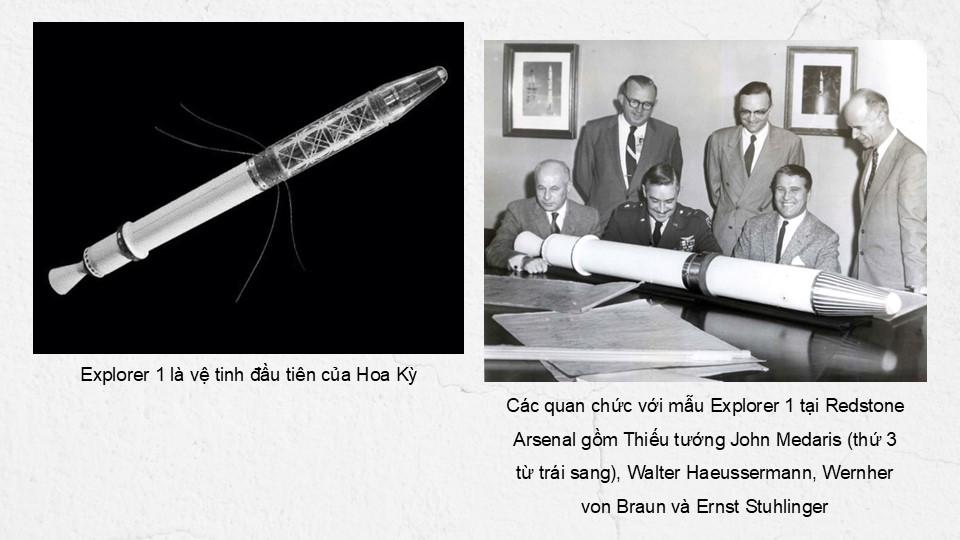 Explorer 1 là vệ tinh đầu tiên của Hoa Kỳ
Các quan chức với mẫu Explorer 1 tại Redstone
Arsenal gồm Thiếu tướng John Medaris (thứ 3
từ trái sang), Walter Haeussermann, Wernher
von Braun và Ernst Stuhlinger